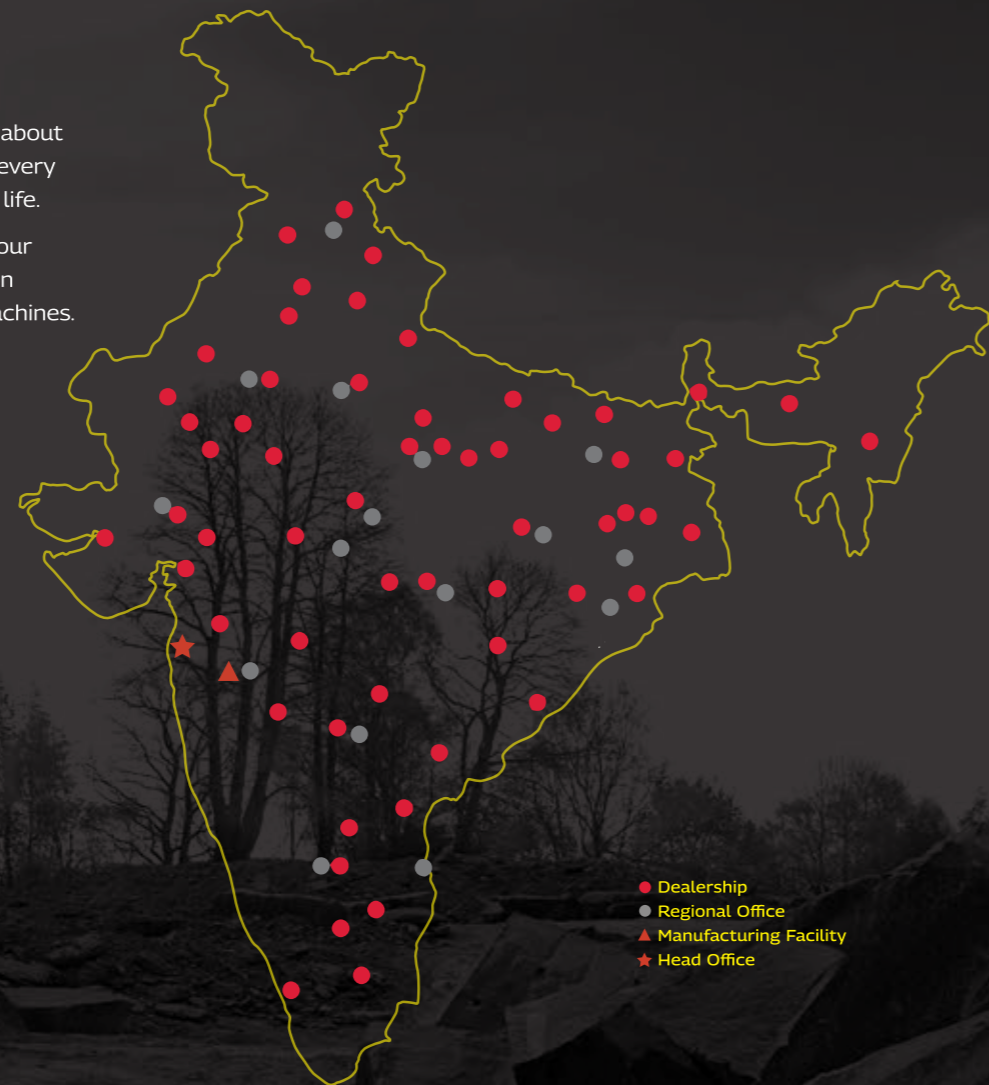 about
every
life.
our
n
achines.
Dealership
Regional Office
Manufacturing Facility
Head Office